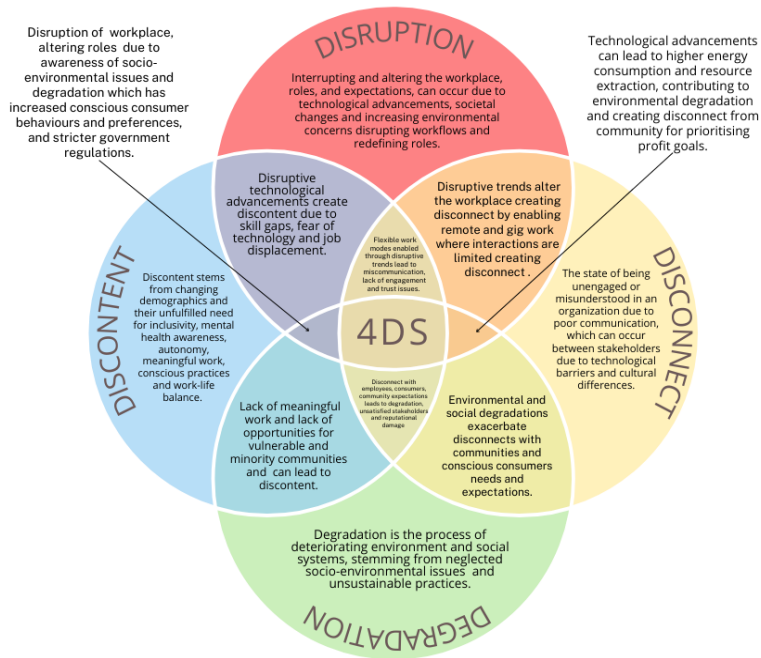 Disruption of workplace,
altering roles due to
awareness of socio-
environmental issues and
degradation which has
increased conscious consumer
behaviours and preferences,
and stricter government
regulations.
DISRUPTION
Interrupting and altering the workplace,
roles, and expectations, can occur due to
technological advancements, societal
changes and increasing environmental
concerns disrupting workflows and
redefining roles.
Technological advancements
can lead to higher energy
consumption and resource
extraction, contributing to
environmental degradation
and creating disconnect from
community for prioritising
profit goals.
Disruptive
technological
advancements create
discontent due to
skill gaps, fear of
technology and job
displacement.
Flexible work
modes enabled
through disruptive
trends lead to
miscommunication,
lack of engagement
and trust issues.
Disruptive trends alter
the workplace creating
disconnect by enabling
remote and gig work
where interactions are
limited creating
disconnect .
DISCONTENT
Discontent stems
from changing
demographics and
their unfulfilled need
for inclusivity, mental
health awareness,
autonomy,
meaningful work,
conscious practices
and work-life
balance.
4DS
The state of being
unengaged or
misunderstood in an
organization due to
poor communication,
which can occur
between stakeholders
due to technological
barriers and cultural
differences.
DISCONNECT
Lack of meaningful
work and lack of
opportunities for
vulnerable and
minority communities
and can lead to
discontent.
Disconnect with
employees, consumers,
community expectations
leads to degradation,
unsatisfied stakeholders
and reputational
damage
Environmental and
social degradations
exacerbate
disconnects with
communities and
conscious consumers
needs and
expectations.
Degradation is the process of
deteriorating environment and social
systems, stemming from neglected
socio-environmental issues and
unsustainable practices.
DEGRADATION